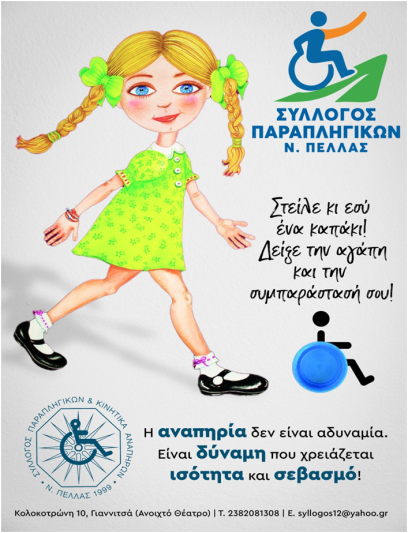 ΣΥΛΛΟΓΟΣ
ΠΑΡΑΠΛΗΓΙΚΩΝ
Ν. ΠΕΛΛΑΣ
Στείλε κι εσύ
ένα καπάκι!
Δείξε την αγάπη
και την
συμπαράστασή σου!
ΣΥΛΛΟΓΟΣ ΠΑΡΑΠΛΗΓΙΚΩΝ & ΚΙΝΗΤΙΚΑ ΑΝΑΠΗΡΩΝ
Ν. ΠΕΛΛΑΣ 1999
Η αναπηρία δεν είναι αδυναμία.
Είναι δύναμη που χρειάζεται
ισότητα και σεβασμό!
Κολοκοτρώνη 10, Γιαννιτσά (Ανοιχτό Θέατρο) | Τ. 2382081308 | E. syllogos12@yahoo.gr